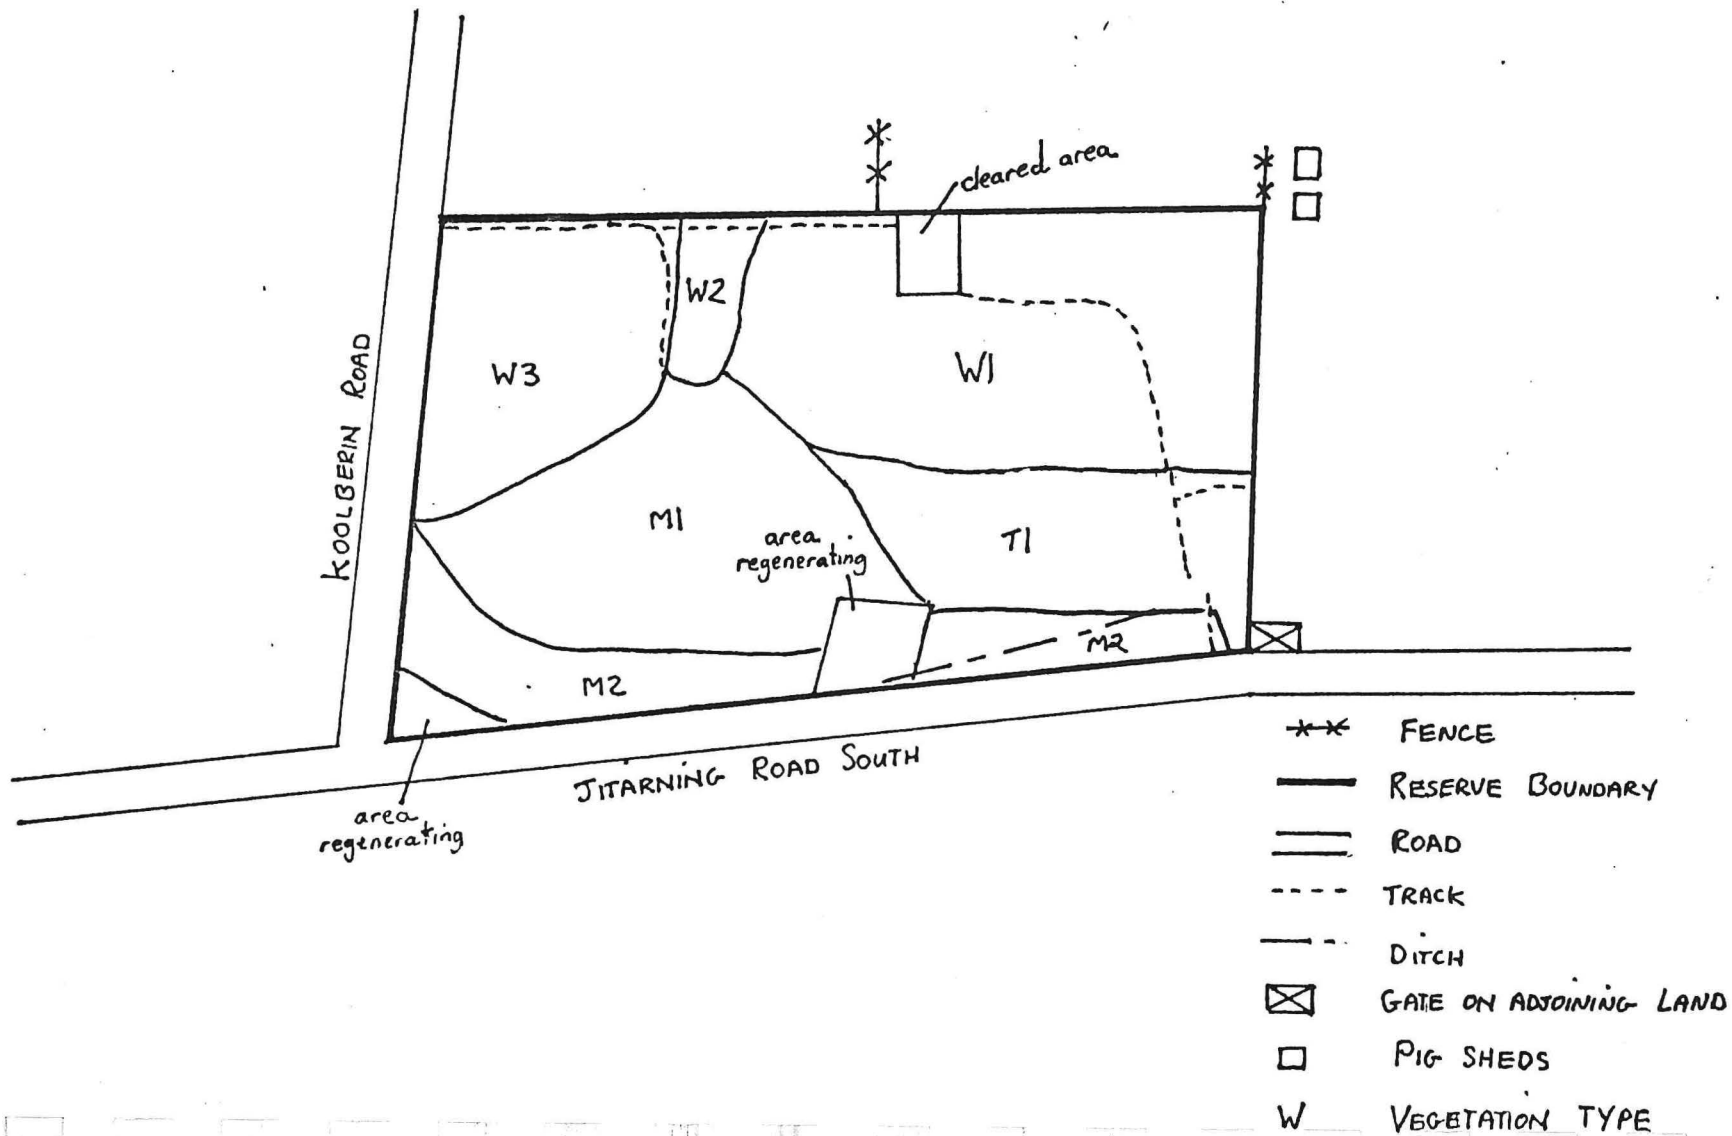 cleared area
W2
W3
W1
KOOLBERIN ROAD
M1
T1
area
regenerating
M2
M2
JITARNING ROAD SOUTH
area
regenerating
FENCE
RESERVE BOUNDARY
ROAD
TRACK
DITCH
GATE ON ADJOINING LAND
PIG SHEDS
W VEGETATION TYPE